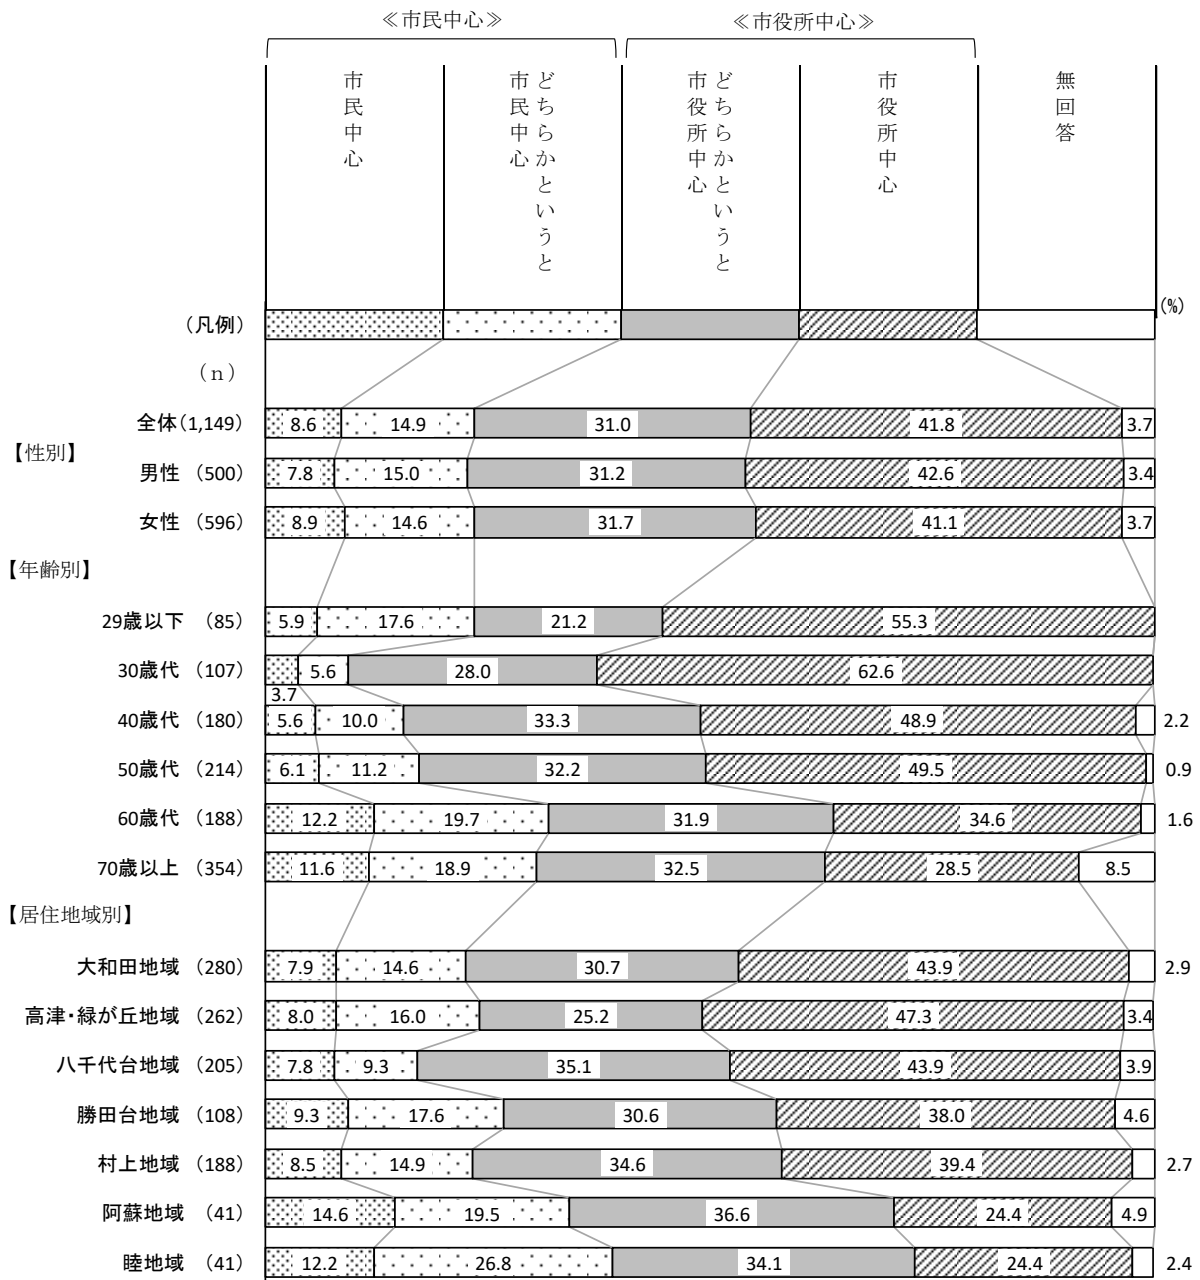 ≪市民中心≫
≪市役所中心≫
市民中心
どちらかというと
市民中心
どちらかというと
市役所中心
市役所中心
無回答
(%)
(凡例)
(n)
全体(1,149) 8.6 14.9 31.0 41.8 3.7
【性別】
男性 (500) 7.8 15.0 31.2 42.6 3.4
女性 (596) 8.9 14.6 31.7 41.1 3.7
【年齢別】
29歳以下 (85) 5.9 17.6 21.2 55.3
30歳代 (107) 5.6 28.0 62.6
3.7
40歳代 (180) 5.6 10.0 33.3 48.9 2.2
50歳代 (214) 6.1 11.2 32.2 49.5 0.9
60歳代 (188) 12.2 19.7 31.9 34.6 1.6
70歳以上 (354) 11.6 18.9 32.5 28.5 8.5
【居住地域別】
大和田地域 (280) 7.9 14.6 30.7 43.9 2.9
高津・緑が丘地域 (262) 8.0 16.0 25.2 47.3 3.4
八千代台地域 (205) 7.8 9.3 35.1 43.9 3.9
勝田台地域 (108) 9.3 17.6 30.6 38.0 4.6
村上地域 (188) 8.5 14.9 34.6 39.4 2.7
阿蘇地域 (41) 14.6 19.5 36.6 24.4 4.9
睦地域 (41) 12.2 26.8 34.1 24.4 2.4